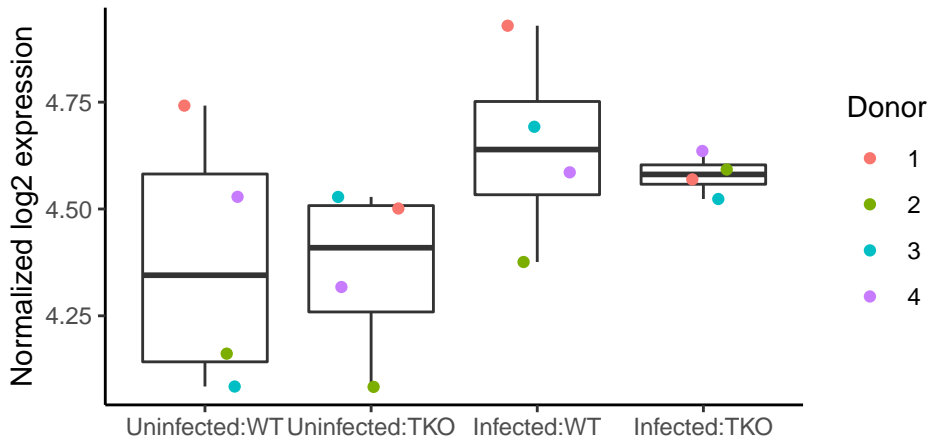 Normalized log2 expression
4.75
4.50
4.25
Uninfected:WT
Uninfected:TKO
Infected:WT
Infected:TKO
Donor
1
2
3
4